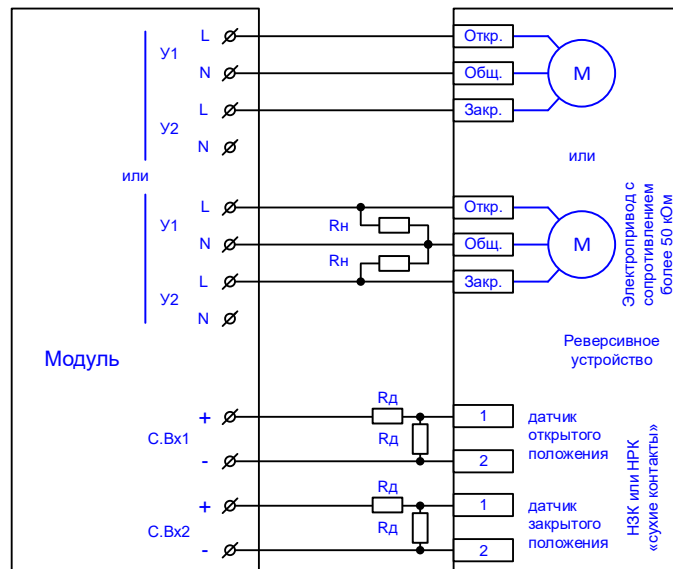 L Откр.
У1
N Общ. М
L Закр.
У2
N
или
или
L Откр.
Rн
У1
N Общ. М
Rн
L Закр.
У2
N
Электропривод с
сопротивлением
более 50 кОм
Модуль
Реверсивное
устройство
+ Rд 1
С.Вх1 Rд
- 2
датчик
открытого
положения
+ Rд 1
С.Вх2 Rд
- 2
датчик
закрытого
положения
НЗК или НРК
«сухие контакты»